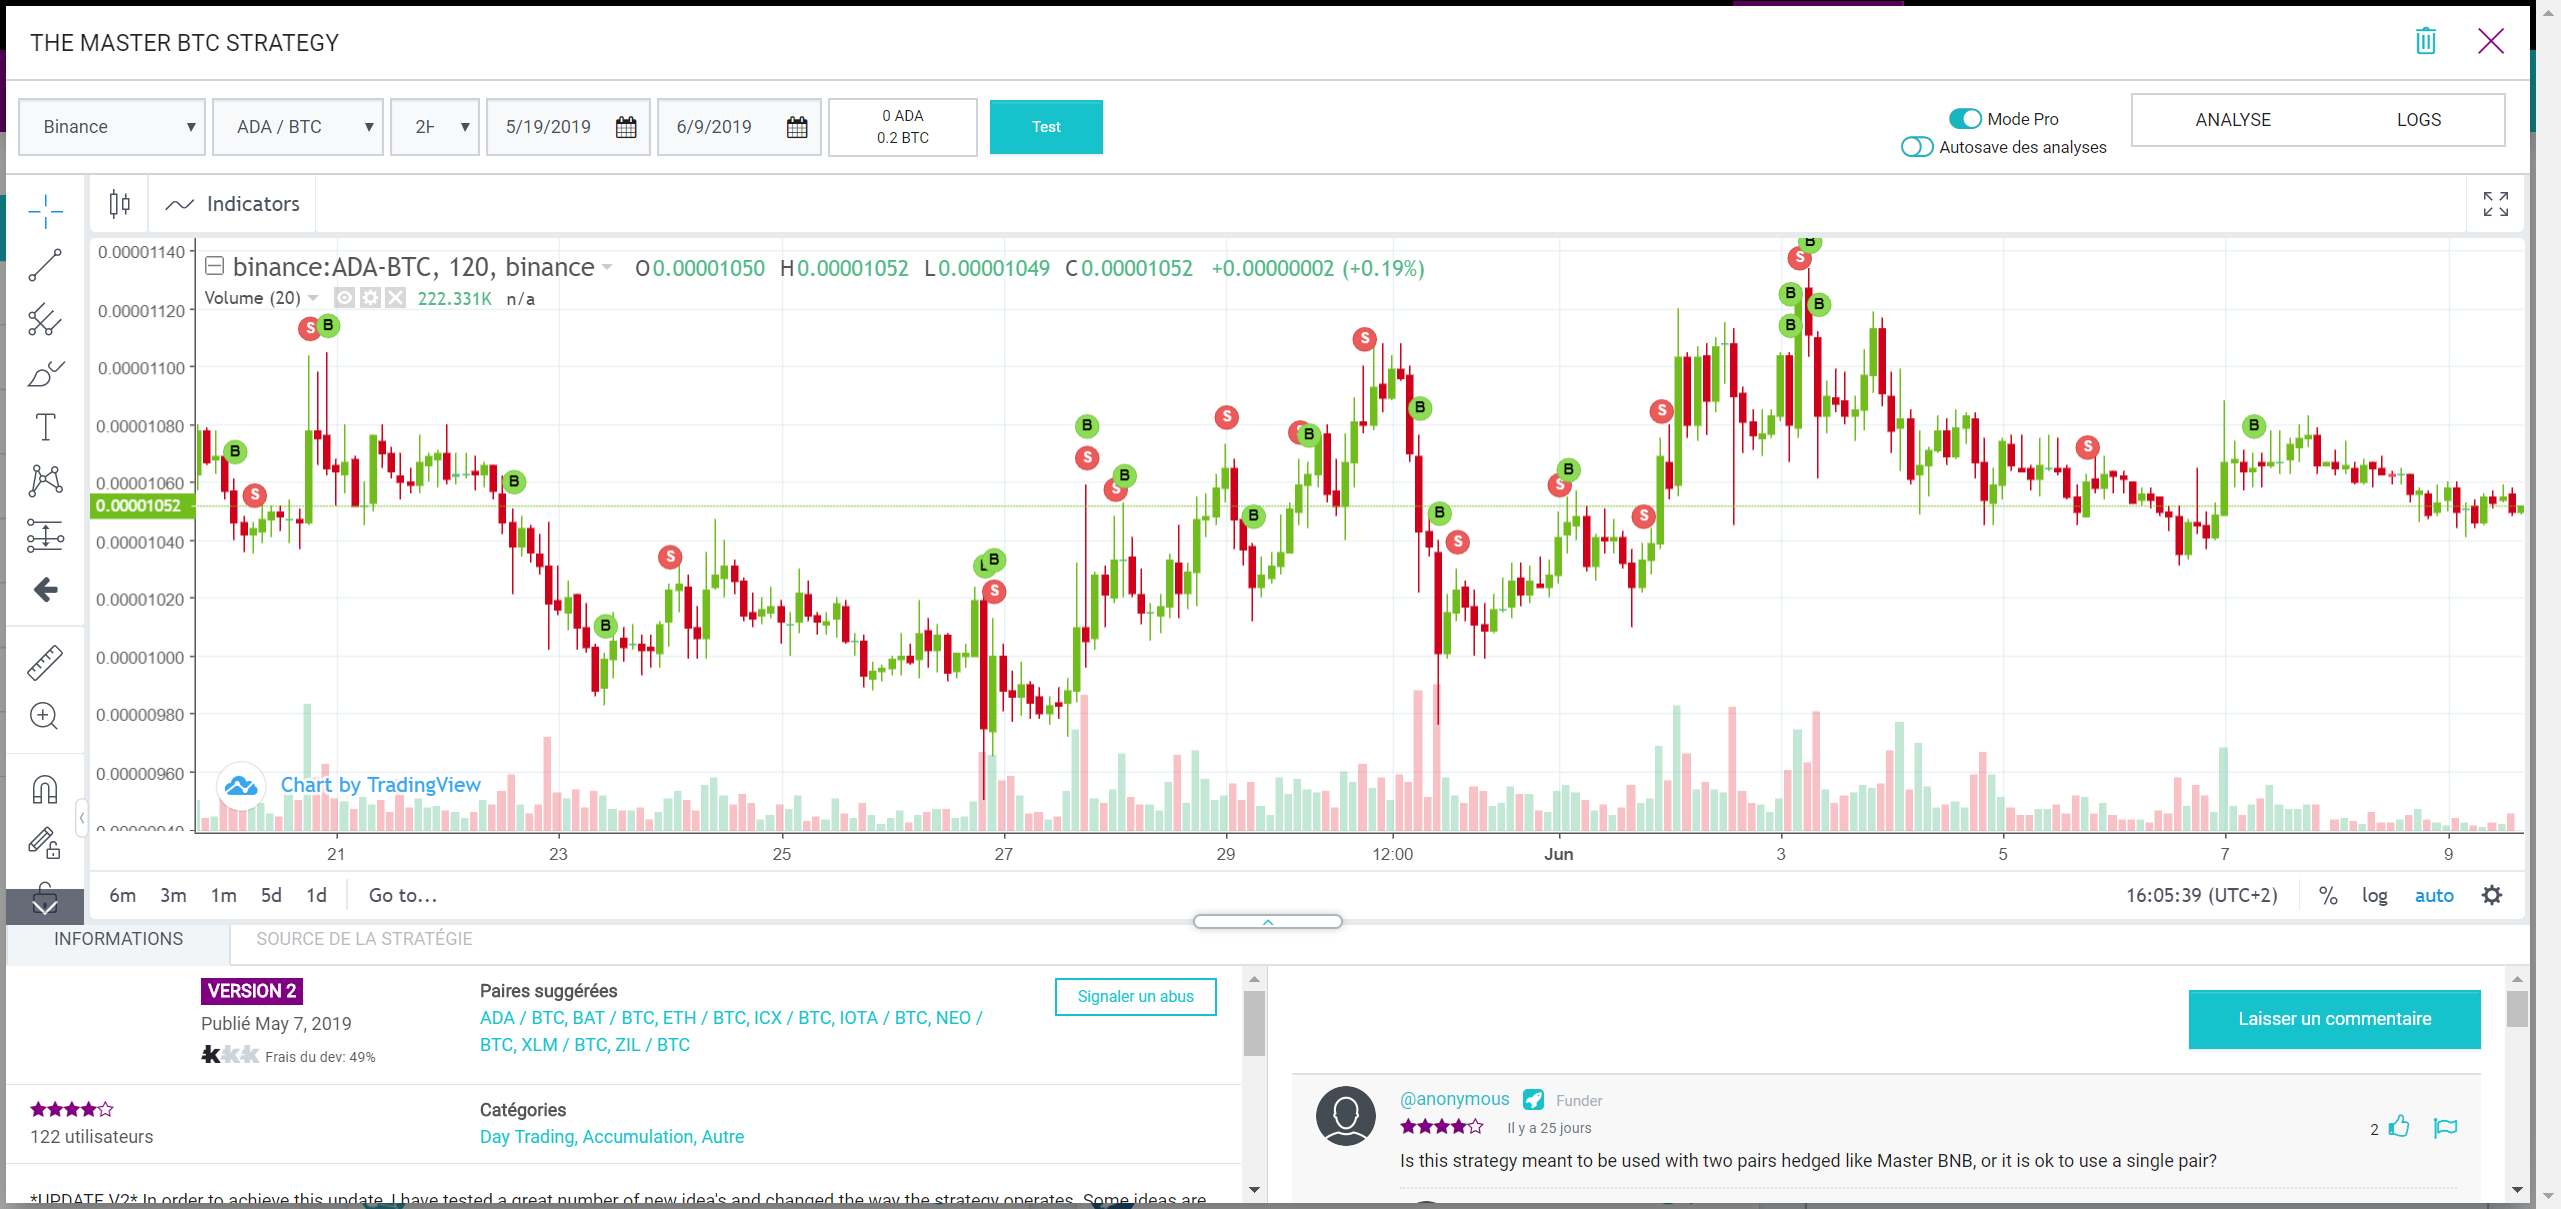 THE MASTER BTC STRATEGY
Binance
ADA / BTC
5/19/2019
6/9/2019
0 ADA
0.2 BTC
Test
Mode Pro
Autosave des analyses
ANALYSE
LOGS
Indicators
binance:ADA-BTC, 120, binance O 0.00001050 H 0.00001052 L 0.00001049 C 0.00001052 +0.00000002 (+0.19%)
Volume (20) 222.331K n/a
0.00001140
0.00001120
0.00001100
0.00001080
0.00001060
0.00001052
0.00001040
0.00001020
0.00001000
0.00000980
0.00000960
B
S
S
B
B
B
S
B
S
B
S
B
S
S
B
B
S
B
B
S
S
B
S
S
B
S
B
B
B
S
B
Chart by TradingView
21 23 25 27 29 12:00 Jun 3 5 7 9
6m 3m 1m 5d 1d Go to...
16:05:39 (UTC+2) % log auto
INFORMATIONS
SOURCE DE LA STRATÉGIE
VERSION 2
Publié May 7, 2019
Frais du dev: 49%
Paires suggérées
ADA / BTC, BAT / BTC, ETH / BTC, ICX / BTC, IOTA / BTC, NEO /
BTC, XLM / BTC, ZIL / BTC
Signaler un abus
122 utilisateurs
Catégories
Day Trading, Accumulation, Autre
*UPDATE V2* In order to achieve this update, I have tested a great number of new idea's and changed the way the strategy operates. Some ideas are
Laisser un commentaire
@anonymous Funder
Il y a 25 jours
2
Is this strategy meant to be used with two pairs hedged like Master BNB, or it is ok to use a single pair?